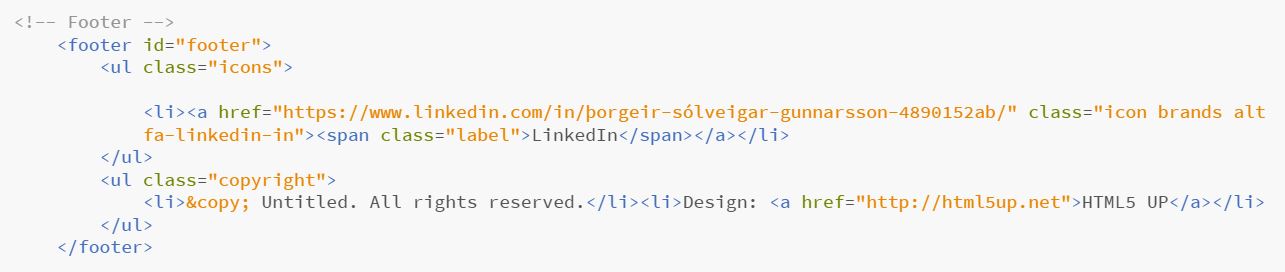 <!-- Footer -->
<footer id="footer">
<ul class="icons">
<li><a href="https://www.linkedin.com/in/þorgeir-sólveigar-gunnarsson-4890152ab/" class="icon brands alt
fa-linkedin-in"><span class="label">LinkedIn</span></a></li>
</ul>
<ul class="copyright">
<li>&copy; Untitled. All rights reserved.</li><li>Design: <a href="http://html5up.net">HTML5 UP</a></li>
</ul>
</footer>